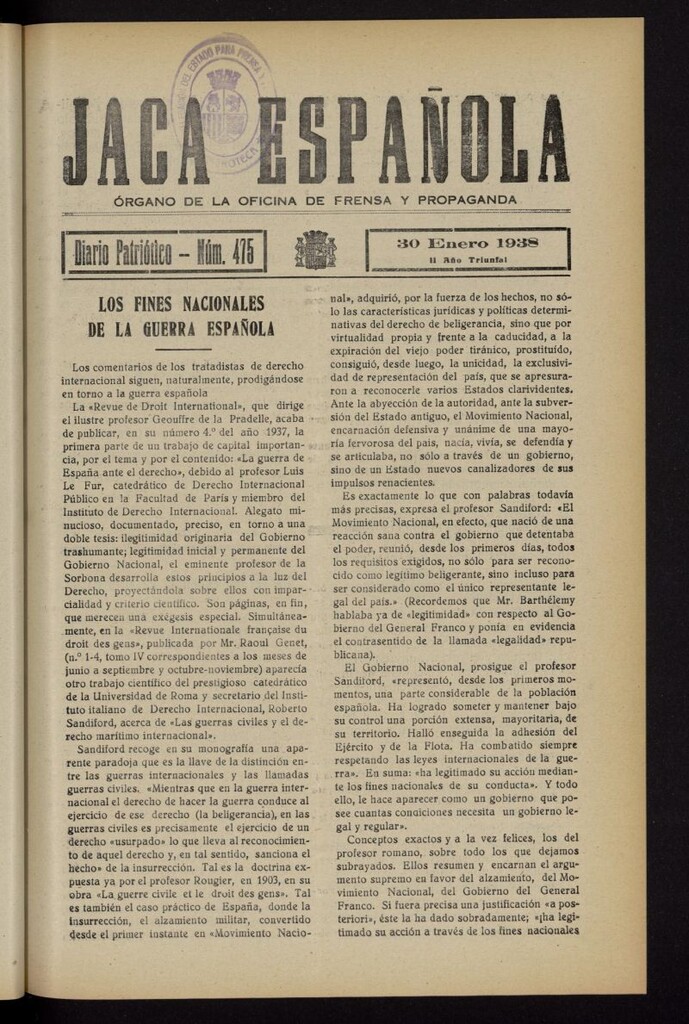 DEL ESTADO PARA PRENSA Y
JACA ESPAÑOLA
ÓRGANO DE LA OFICINA DE FRENSA Y PROPAGANDA
Diario Patriótico - Núm. 475
30 Enero 1938
II Año Triunfal
LOS FINES NACIONALES
DE LA GUERRA ESPAÑOLA
Los comentarios de los tratadistas de derecho
internacional siguen, naturalmente, prodigándose
en torno a la guerra española
La «Revue de Droit International», que dirige
el ilustre profesor Geouffre de la Pradelle, acaba
de publicar, en su número 4.º del año 1937, la
primera parte de un trabajo de capital importan-
cia, por el tema y por el contenido: «La guerra de
España ante el derecho», debido al profesor Luis
Le Fur, catedrático de Derecho Internacional
Público en la Facultad de París y miembro del
Instituto de Derecho Internacional. Alegato mi-
nucioso, documentado, preciso, en torno a una
doble tesis: ilegitimidad originaria del Gobierno
trashumante; legitimidad inicial y permanente del
Gobierno Nacional, el eminente profesor de la
Sorbona desarrolla estos principios a la luz del
Derecho, proyectándola sobre ellos con impar-
cialidad y criterio científico. Son páginas, en fin,
que merecen una exégesis especial. Simultánea-
mente, en la «Revue Internationale française du
droit des gens», publicada por Mr. Raoul Genet,
(n.º 1-4, tomo IV correspondientes a los meses de
junio a septiembre y octubre-noviembre) aparecía
otro trabajo científico del prestigioso catedrático
de la Universidad de Roma y secretario del Insti-
tuto italiano de Derecho Internacional, Roberto
Sandiford, acerca de «Las guerras civiles y el de-
recho marítimo internacional».
Sandiford recoge en su monografía una apa-
rente paradoja que es la llave de la distinción en-
tre las guerras internacionales y las llamadas
guerras civiles. «Mientras que en la guerra inter-
nacional el derecho de hacer la guerra conduce al
ejercicio de ese derecho (la beligerancia), en las
guerras civiles es precisamente el ejercicio de un
derecho «usurpado» lo que lleva al reconocimien-
to de aquel derecho y, en tal sentido, sanciona el
hecho» de la insurrección. Tal es la doctrina ex-
puesta ya por el profesor Rougier, en 1903, en su
obra «La guerre civile et le droit des gens». Tal
es también el caso práctico de España, donde la
insurrección, el alzamiento militar, convertido
desde el primer instante en «Movimiento Nacio-
nal», adquirió, por la fuerza de los hechos, no só-
lo las características jurídicas y políticas determi-
nativas del derecho de beligerancia, sino que por
virtualidad propia y frente a la caducidad, a la
expiración del viejo poder tiránico, prostituído,
consiguió, desde luego, la unicidad, la exclusivi-
dad de representación del país, que se apresura-
ron a reconocerle varios Estados clarividentes.
Ante la abyección de la autoridad, ante la subver-
sión del Estado antiguo, el Movimiento Nacional,
encarnación defensiva y unánime de una mayo-
ría fervorosa del país, nacía, vivía, se defendía y
se articulaba, no sólo a través de un gobierno,
sino de un Estado nuevos canalizadores de sus
impulsos renacientes.
Es exactamente lo que con palabras todavía
más precisas, expresa el profesor Sandiford: «El
Movimiento Nacional, en efecto, que nació de una
reacción sana contra el gobierno que detentaba
el poder, reunió, desde los primeros días, todos
los requisitos exigidos, no sólo para ser recono-
cido como legítimo beligerante, sino incluso para
ser considerado como el único representante le-
gal del país.» (Recordemos que Mr. Barthélemy
hablaba ya de «legitimidad» con respecto al Go-
bierno del General Franco y ponía en evidencia
el contrasentido de la llamada «legalidad» repu-
blicana).
El Gobierno Nacional, prosigue el profesor
Sandiford, «representó, desde los primeros mo-
mentos, una parte considerable de la población
española. Ha logrado someter y mantener bajo
su control una porción extensa, mayoritaria, de
su territorio. Halló enseguida la adhesión del
Ejército y de la Flota. Ha combatido siempre
respetando las leyes internacionales de la gue-
rra». En suma: «ha legitimado su acción median-
te los fines nacionales de su conducta». Y todo
ello, le hace aparecer como un gobierno que po-
see cuantas condiciones necesita un gobierno le-
gal y regular».
Conceptos exactos y a la vez felices, los del
profesor romano, sobre todo los que dejamos
subrayados. Ellos resumen y encarnan el argu-
mento supremo en favor del alzamiento, del Mo-
vimiento Nacional, del Gobierno del General
Franco. Si fuera precisa una justificación «a pos-
teriori», éste la ha dado sobradamente; «¡ha legi-
timado su acción a través de los fines nacionales